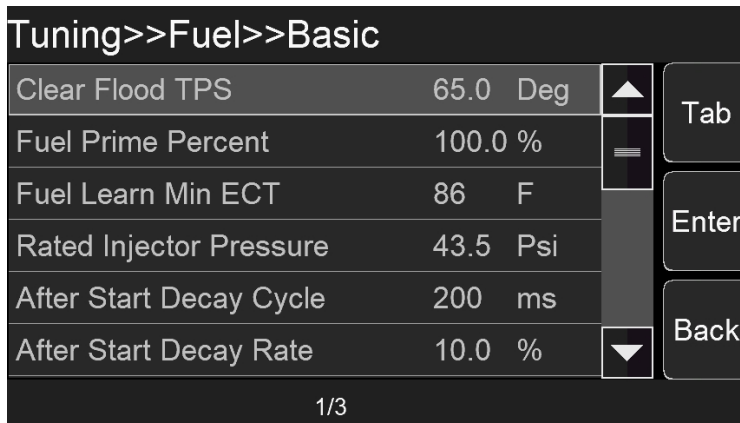 Tuning>>Fuel>>Basic
Clear Flood TPS 65.0 Deg
Fuel Prime Percent 100.0 %
Fuel Learn Min ECT 86 F
Rated Injector Pressure 43.5 Psi
After Start Decay Cycle 200 ms
After Start Decay Rate 10.0 %
Tab
Enter
Back
1/3